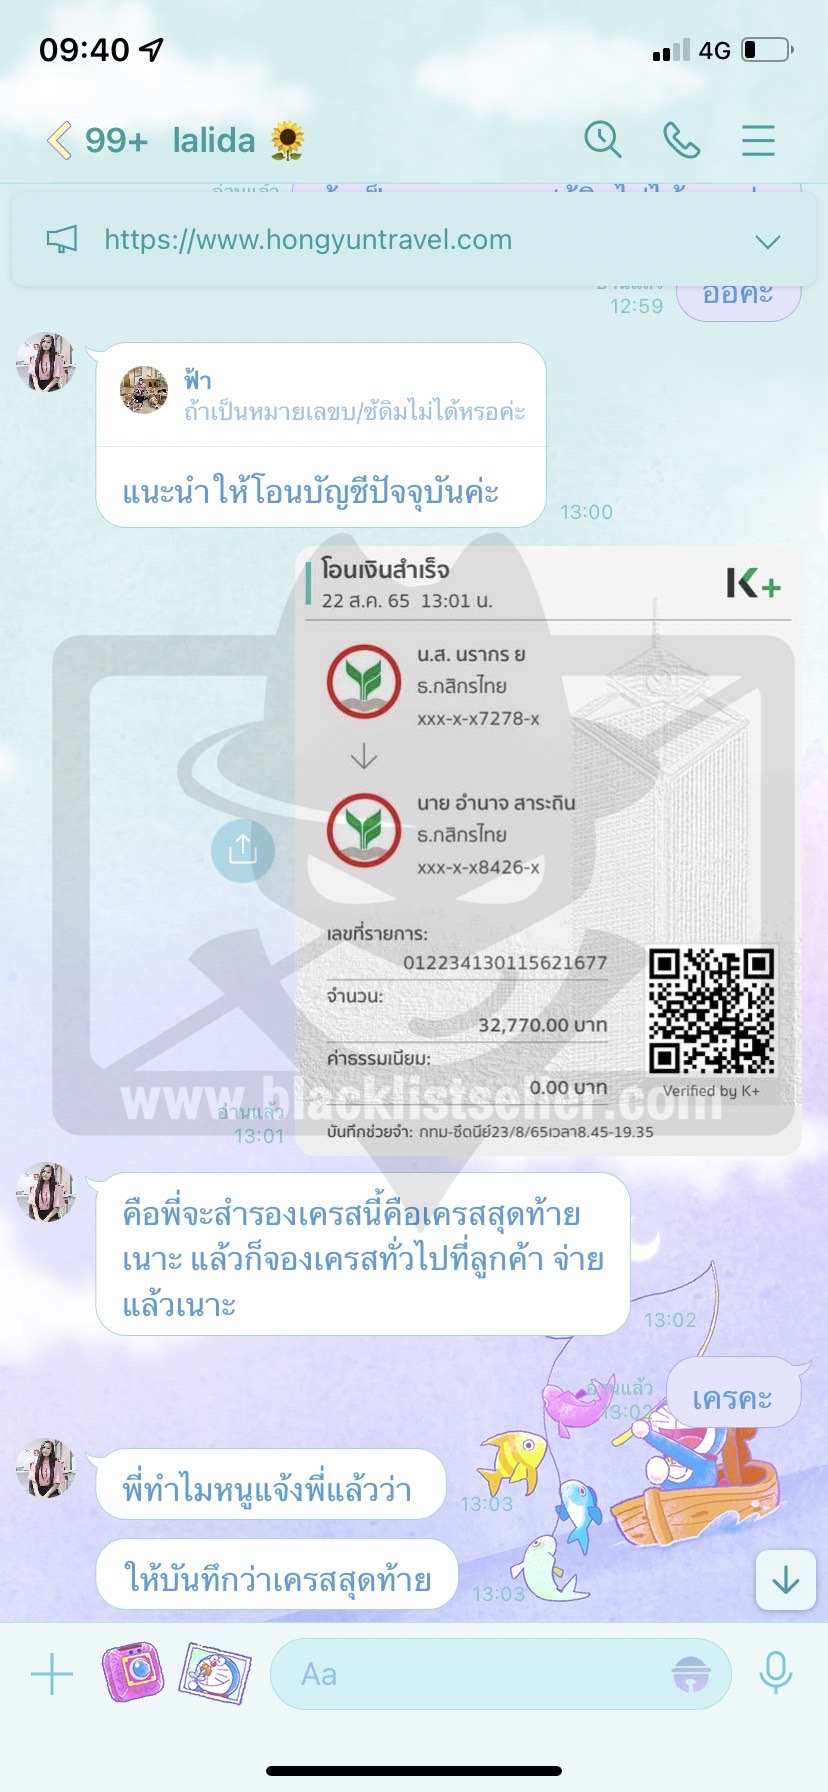 09:40
4G
99+ lalida
https://www.hongyuntravel.com
อ่านแล้ว
12:59
ออคะ
ฟ้า
ถ้าเป็นหมายเลขบ/ช้ดิมไม่ได้หรอค่ะ
แนะนำให้โอนบัญชีปัจจุบันค่ะ
13:00
โอนเงินสำเร็จ
22 ส.ค. 65 13:01 น.
K+
น.ส. นรากร ย
ธ.กสิกรไทย
xxx-x-x7278-x
นาย อำนาจ สาระถิน
ธ.กสิกรไทย
xxx-x-x8426-x
เลขที่รายการ:
012234130115621677
จำนวน:
32,770.00 บาท
ค่าธรรมเนียม:
0.00 บาท
Verified by K+
www.blacklistseller.com
บันทึกช่วยจำ: กทม-ซิดนีย์23/8/65เวลา8.45-19.35
อ่านแล้ว
13:01
คือพี่จะสำรองเครสนี้คือเครสสุดท้าย
เนาะ แล้วก็จองเครสทั่วไปที่ลูกค้า จ่าย
แล้วเนาะ
13:02
อ่านแล้ว
13:02
เครคะ
พี่ทำไมหนูแจ้งพี่แล้วว่า
13:03
ให้บันทึกว่าเครสสุดท้าย
13:03
Aa